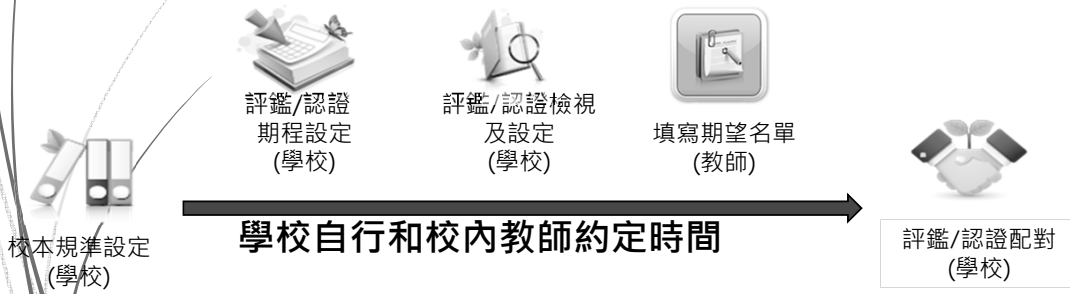 評鑑/認證
期程設定
(學校)
評鑑/認證檢視
及設定
(學校)
填寫期望名單
(教師)
校本規準設定
(學校)
學校自行和校內教師約定時間
評鑑/認證配對
(學校)